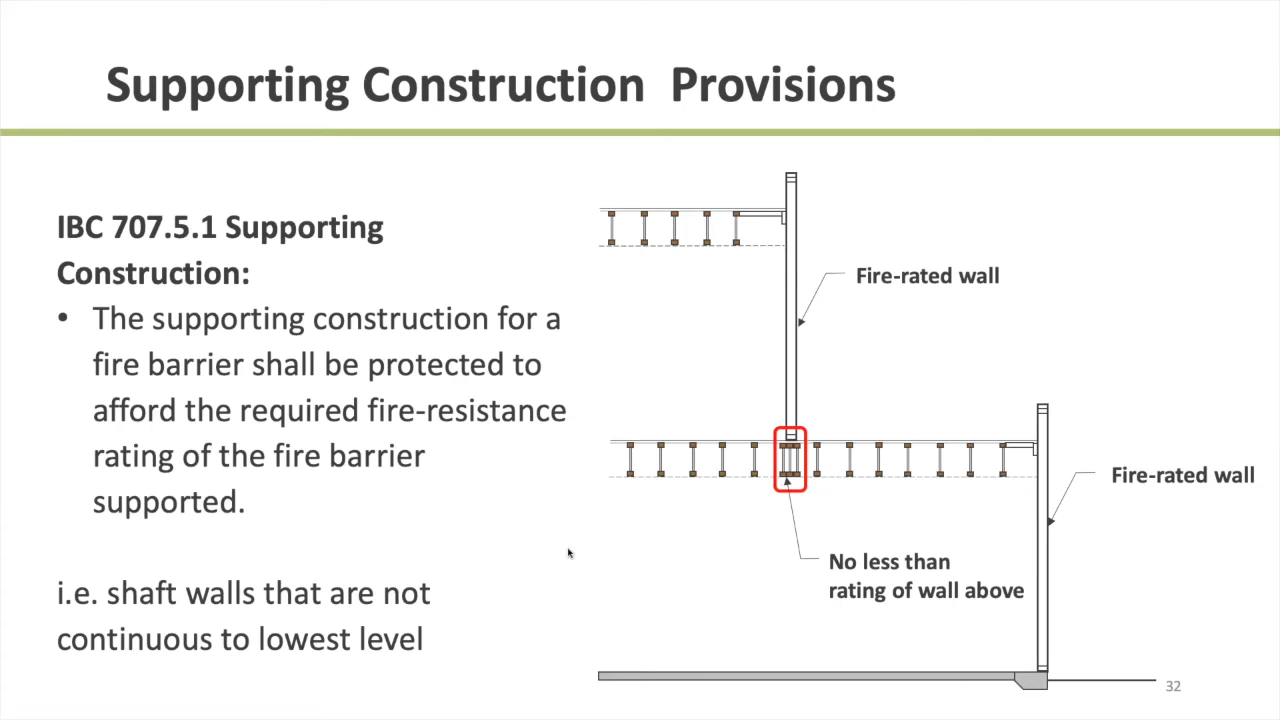 Supporting Construction  Provisions
IBC 707.5.1 Supporting
Construction:
• The supporting construction for a
fire barrier shall be protected to
afford the required fire-resistance
rating of the fire barrier
supported.
i.e. shaft walls that are not
continuous to lowest level
Fire-rated wall
Fire-rated wall
No less than
rating of wall above
32